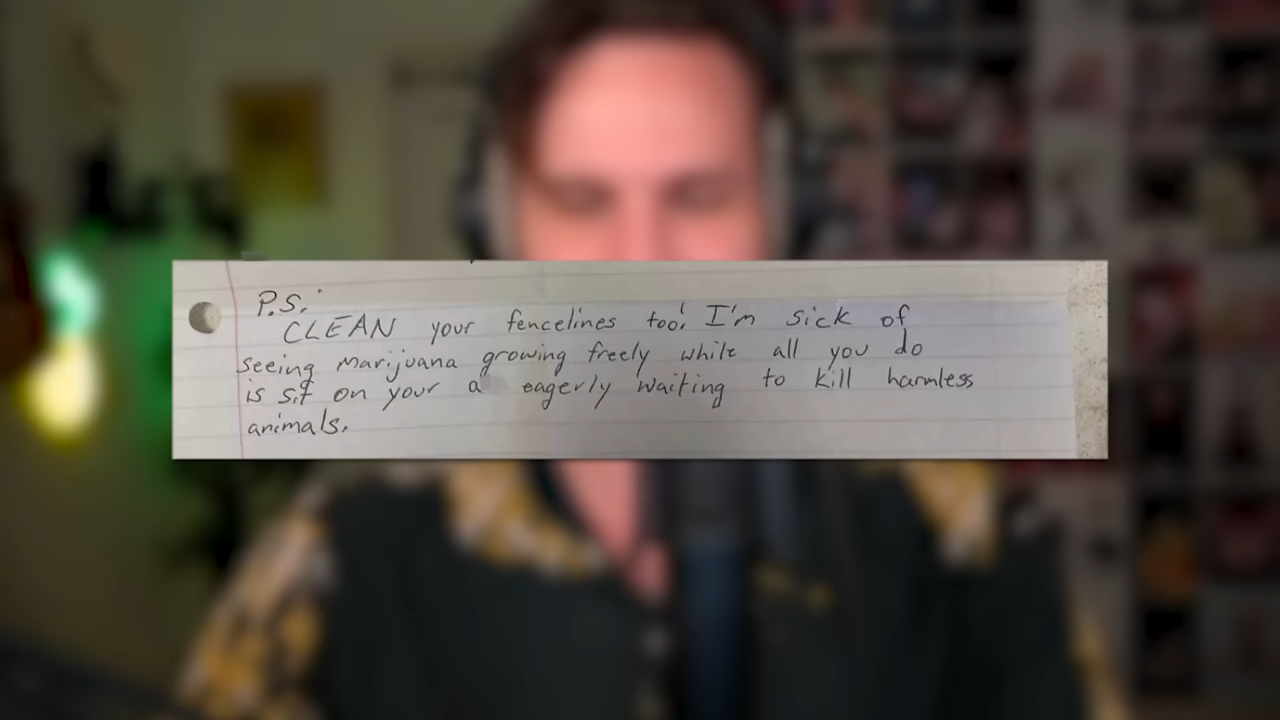 P.S.:
CLEAN your fencelines too! I'm sick of
seeing Marijuana growing freely while all you do
is sit on your a eagerly waiting to kill harmless
animals.